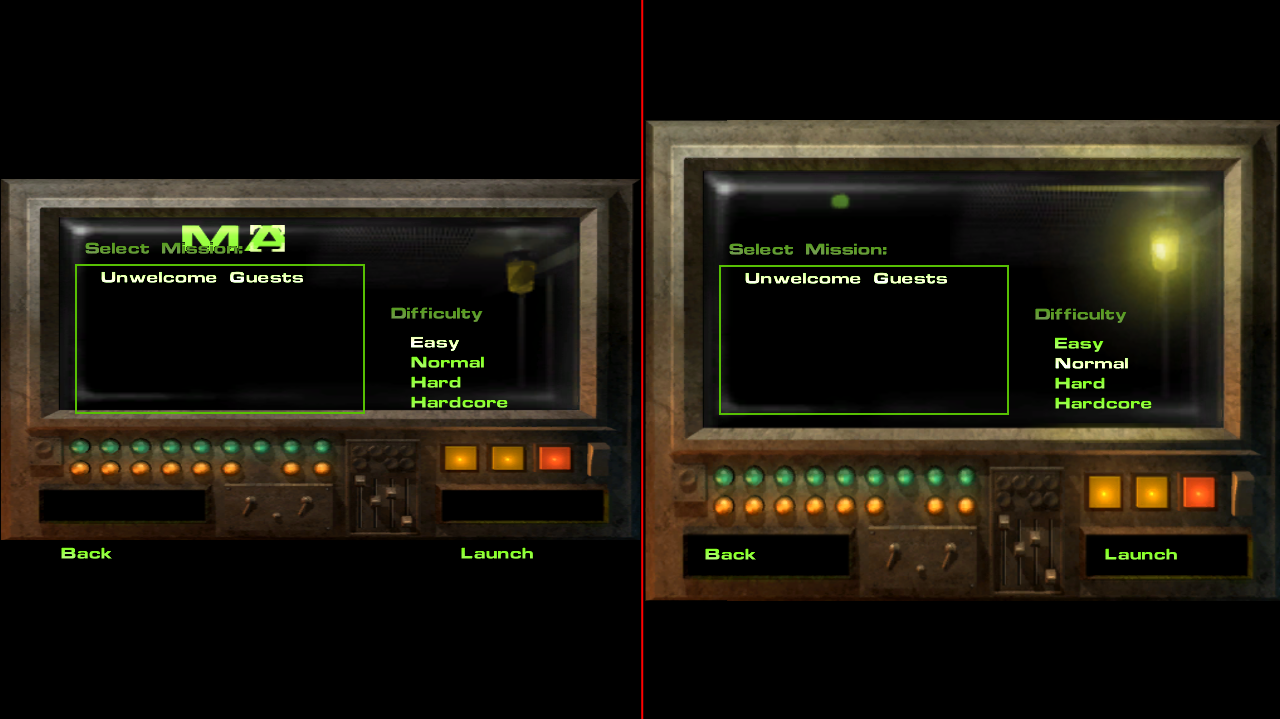 MA
Select Mission:
Unwelcome Guests
Difficulty
Easy
Normal
Hard
Hardcore
Back
Launch
Select Mission:
Unwelcome Guests
Difficulty
Easy
Normal
Hard
Hardcore
Back
Launch